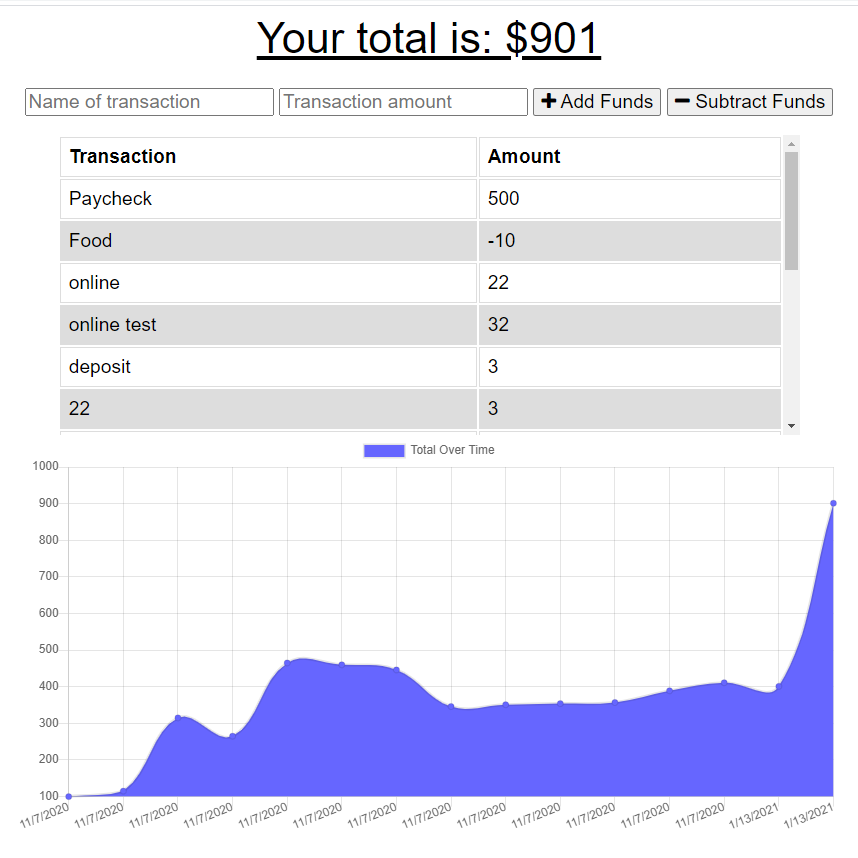 Your total is: $901
Name of transaction Transaction amount Add Funds Subtract Funds
Transaction Amount
Paycheck 500
Food -10
online 22
online test 32
deposit 3
22 3
Total Over Time
1000
900
800
700
600
500
400
300
200
100
11/7/2020 11/7/2020 11/7/2020 11/7/2020 11/7/2020 11/7/2020 11/7/2020 11/7/2020 11/7/2020 11/7/2020 11/7/2020 11/7/2020 11/7/2020 1/13/2021 1/13/2021